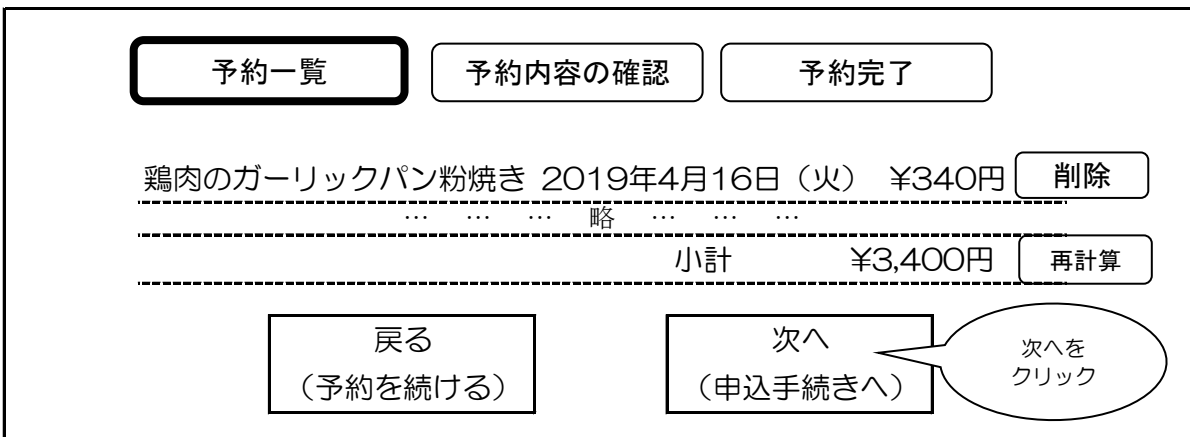 予約一覧 予約内容の確認 予約完了
鶏肉のガーリックパン粉焼き 2019年4月16日（火） ¥340円 削除
… … … 略 … … …
小計 ¥3,400円 再計算
戻る 次へ
（予約を続ける） （申込手続きへ）
次へを
クリック